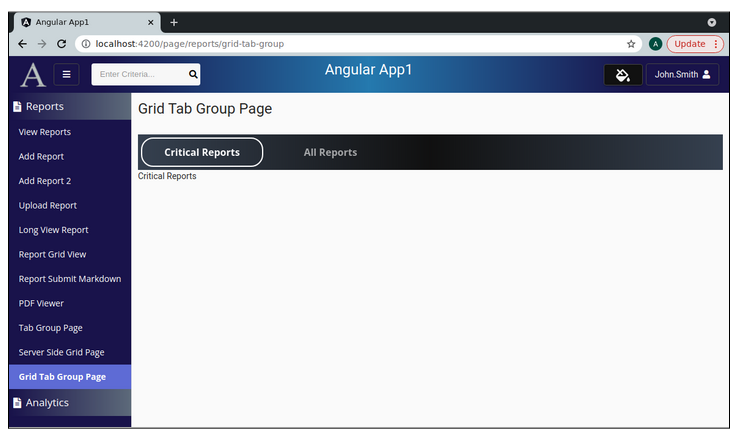 Angular App1
localhost:4200/page/reports/grid-tab-group
A
Update
A
Enter Criteria...
Angular App1
John.Smith
Reports
View Reports
Add Report
Add Report 2
Upload Report
Long View Report
Report Grid View
Report Submit Markdown
PDF Viewer
Tab Group Page
Server Side Grid Page
Grid Tab Group Page
Analytics
Grid Tab Group Page
Critical Reports
All Reports
Critical Reports